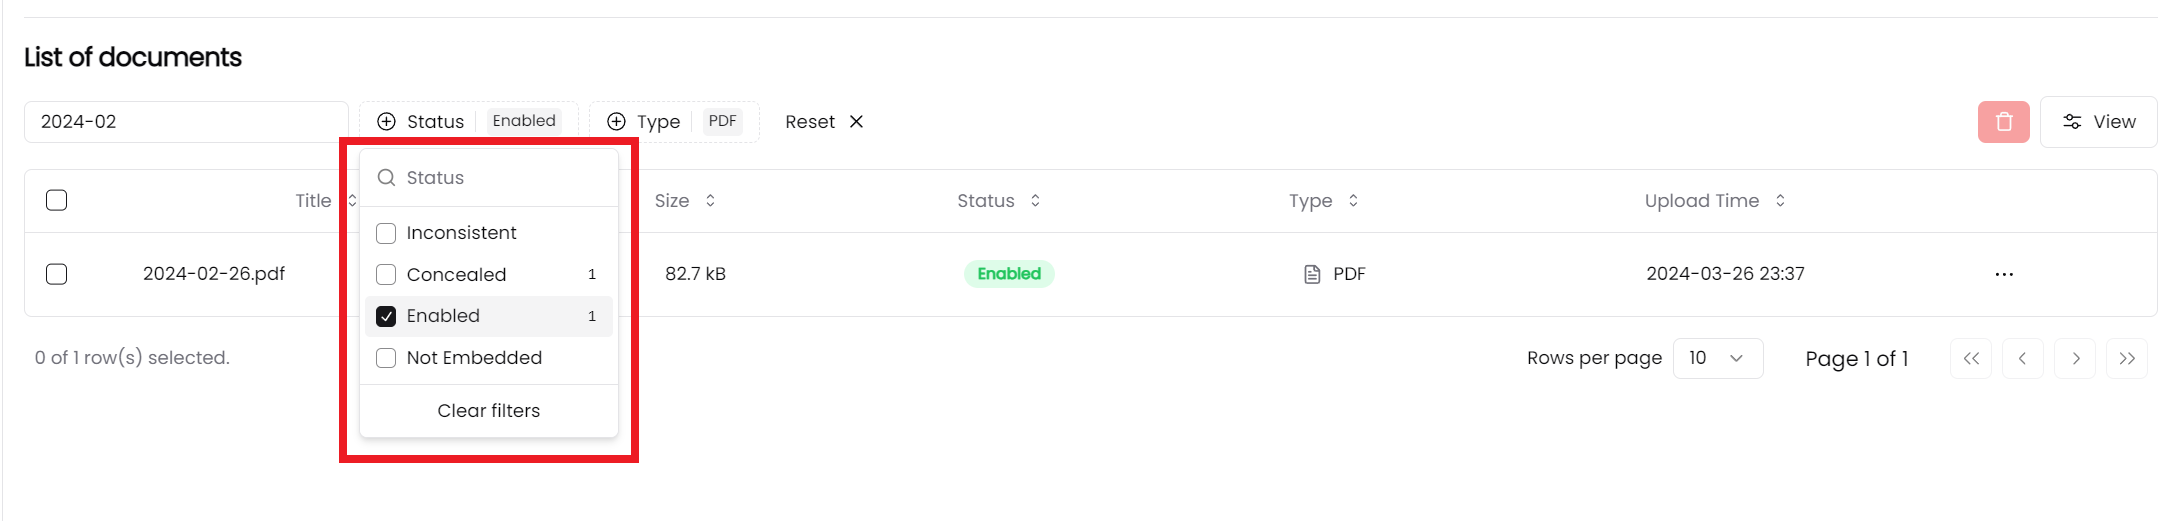 List of documents
2024-02
Status Enabled
Type PDF
Reset
View
Status
Inconsistent
Concealed 1
Enabled 1
Not Embedded
Clear filters
Title Size Status Type Upload Time
2024-02-26.pdf 82.7 kB Enabled PDF 2024-03-26 23:37
0 of 1 row(s) selected.
Rows per page 10 Page 1 of 1